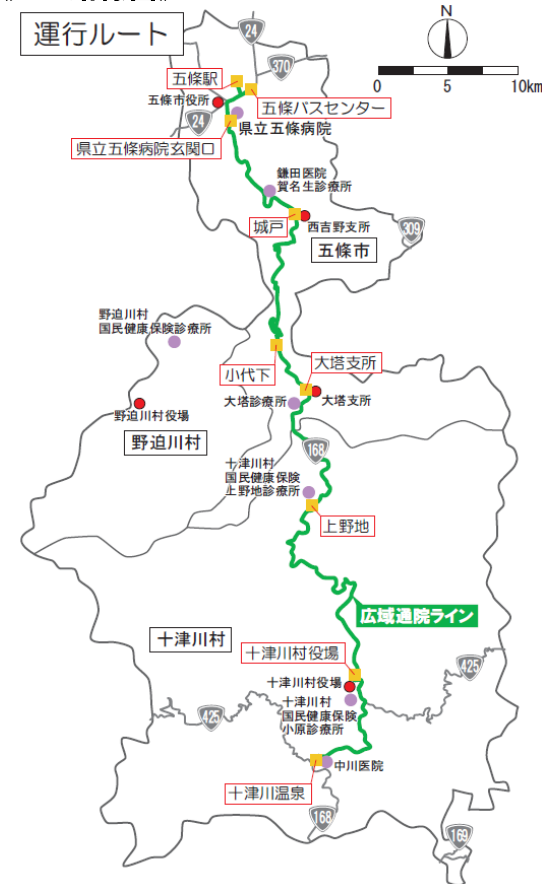 運行ルート
24
370
N
0 5 10km
五條駅
五條市役所
五條バスセンター
24
県立五條病院
県立五條病院玄関口
鎌田医院
賀名生診療所
城戸
西吉野支所
309
五條市
野迫川村
国民健康保険診療所
小代下
大塔支所
野迫川村役場
大塔診療所
大塔支所
野迫川村
168
十津川村
国民健康保険
上野地診療所
上野地
広域通院ライン
十津川村
十津川村役場
425
十津川村役場
425
十津川村
国民健康保険
小原診療所
中川医院
十津川温泉
168
169